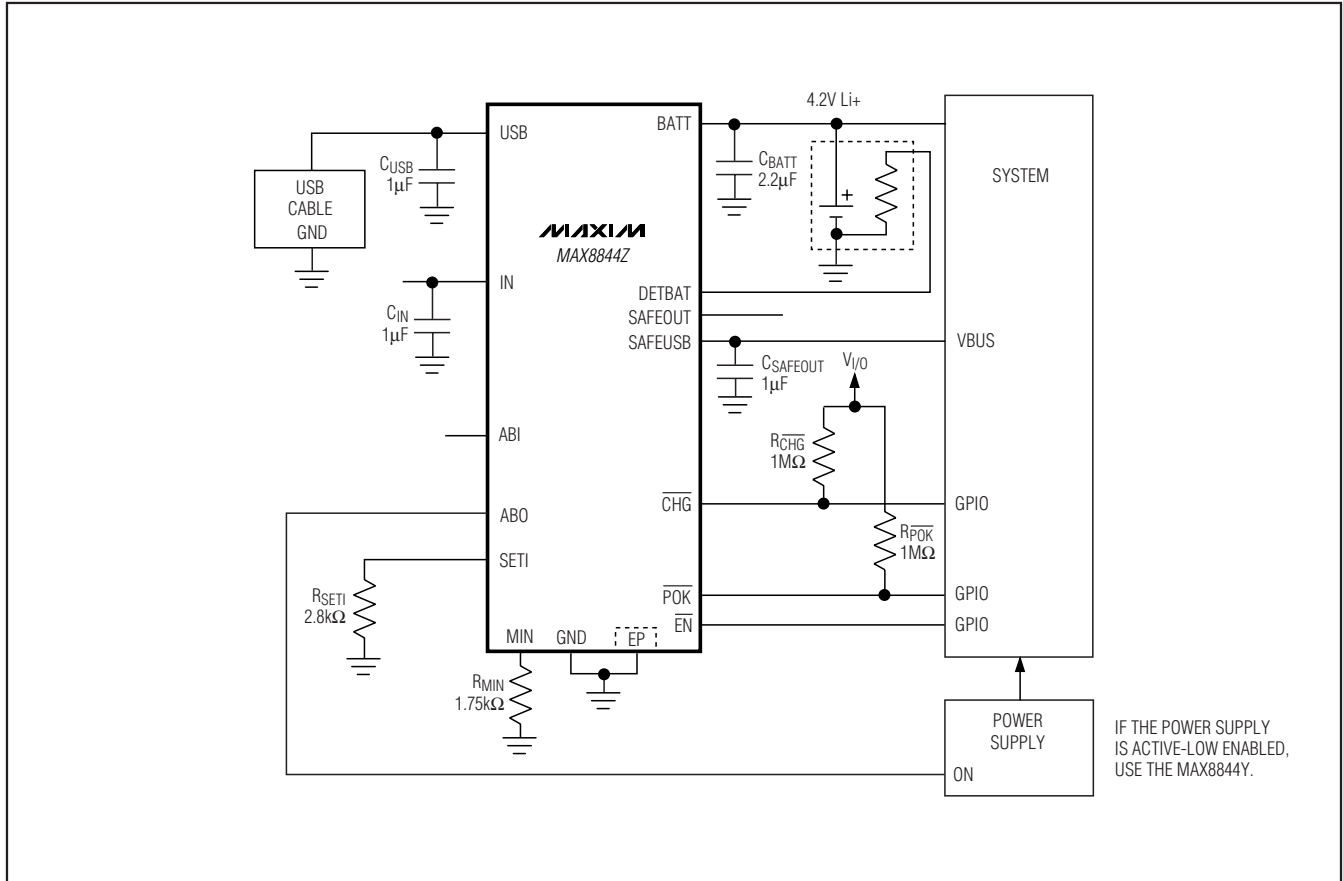 4.2V Li+
USB
BATT
CUSB
1µF
CBATT
2.2µF
SYSTEM
USB
CABLE
GND
+
MAXIM
MAX8844Z
IN
DETBAT
CIN
1µF
SAFEOUT
SAFEUSB
VBUS
CSAFEOUT
1µF
VI/O
ABI
RCHG
1MΩ
CHG
GPIO
ABO
RPOK
1MΩ
SETI
RSETI
2.8kΩ
POK
GPIO
EN
GPIO
MIN
GND
EP
RMIN
1.75kΩ
POWER
SUPPLY
ON
IF THE POWER SUPPLY
IS ACTIVE-LOW ENABLED,
USE THE MAX8844Y.